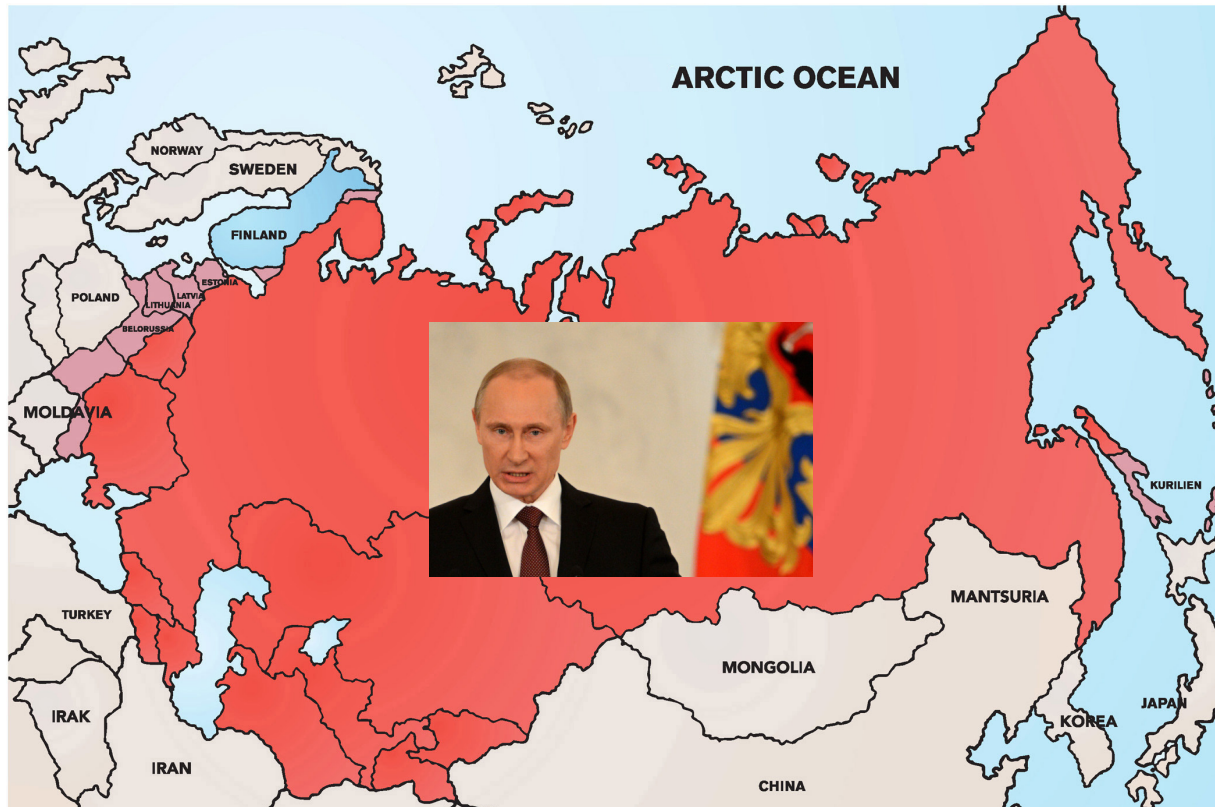 ARCTIC OCEAN
NORWAY
SWEDEN
FINLAND
ESTONIA
POLAND
LATVIA
LITHUANIA
BELORUSSIA
MOLDAVIA
KURILIEN
MANTSURIA
TURKEY
MONGOLIA
JAPAN
IRAK
KOREA
IRAN
CHINA